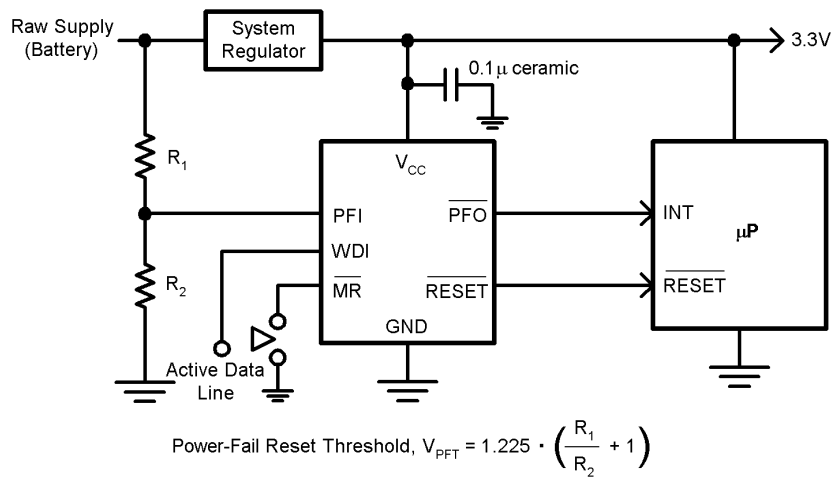 Raw Supply
(Battery)
System
Regulator
3.3V
0.1μ ceramic
R1
VCC
PFI
PFO
INT
μP
WDI
R2
MR
RESET
RESET
GND
Active Data
Line
Power-Fail Reset Threshold, VPFT = 1.225 · (R1/R2 + 1)